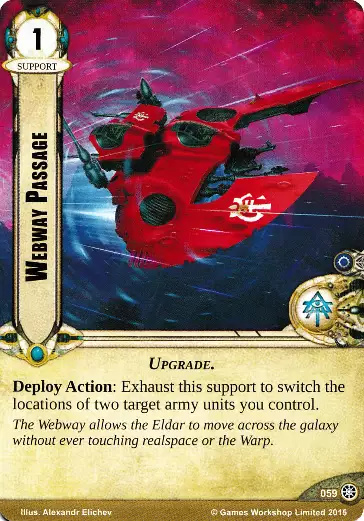 1
SUPPORT
WEBWAY PASSAGE
UPGRADE.
Deploy Action: Exhaust this support to switch the
locations of two target army units you control.
The Webway allows the Eldar to move across the galaxy
without ever touching realspace or the Warp.
059
Illus. Alexandr Elichev
© Games Workshop Limited 2015